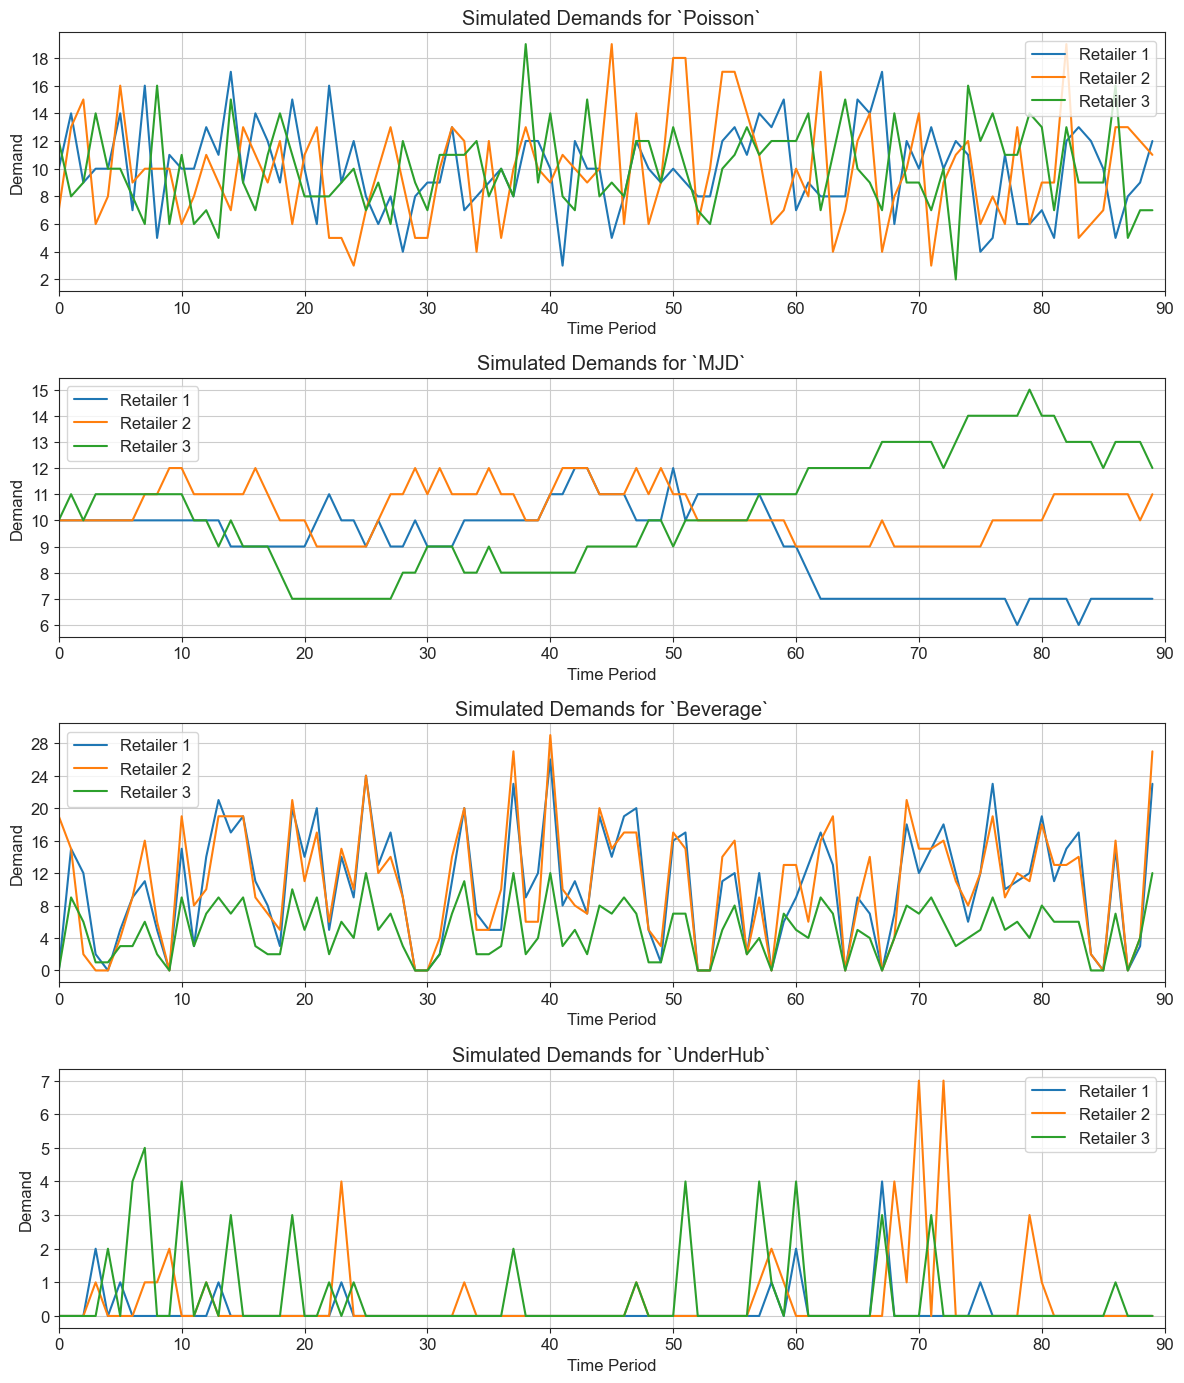 Simulated Demands for `Poisson`
18
16
14
12
10
8
6
4
2
Demand
Retailer 1
Retailer 2
Retailer 3
0 10 20 30 40 50 60 70 80 90
Time Period
Simulated Demands for `MJD`
15
14
13
12
11
10
9
8
7
6
Demand
Retailer 1
Retailer 2
Retailer 3
0 10 20 30 40 50 60 70 80 90
Time Period
Simulated Demands for `Beverage`
28
24
20
16
12
8
4
0
Demand
Retailer 1
Retailer 2
Retailer 3
0 10 20 30 40 50 60 70 80 90
Time Period
Simulated Demands for `UnderHub`
7
6
5
4
3
2
1
0
Demand
Retailer 1
Retailer 2
Retailer 3
0 10 20 30 40 50 60 70 80 90
Time Period